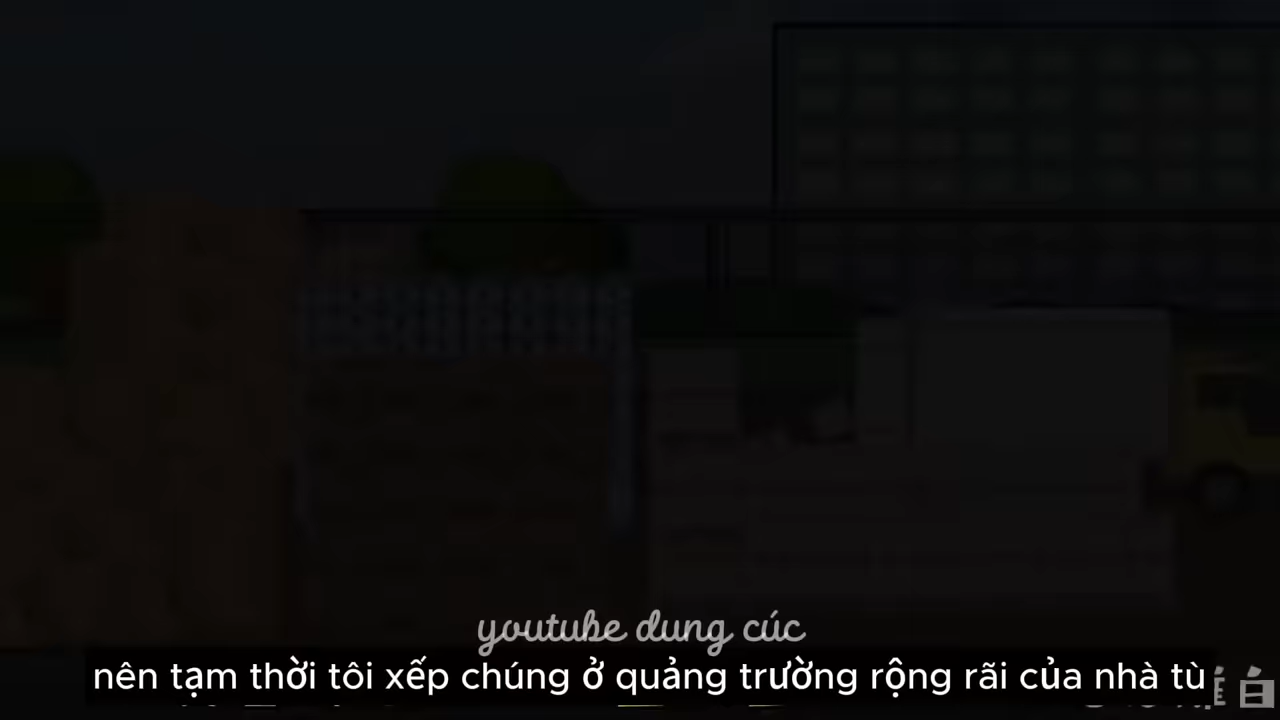 youtube dung cúc
nên tạm thời tôi xếp chúng ở quảng trường rộng rãi của nhà tù